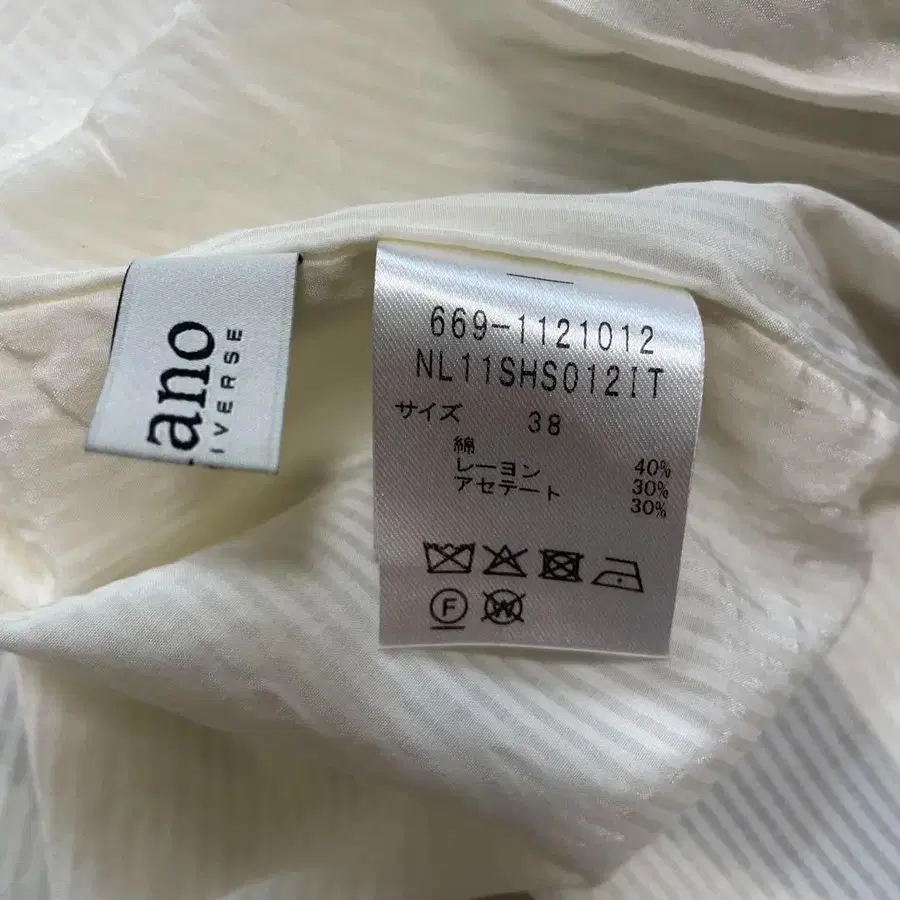 ano
IVERSE
669-1121012
NL11SHS012IT
サイズ 38
綿 40%
レーヨン 30%
アセテート 30%
F
W